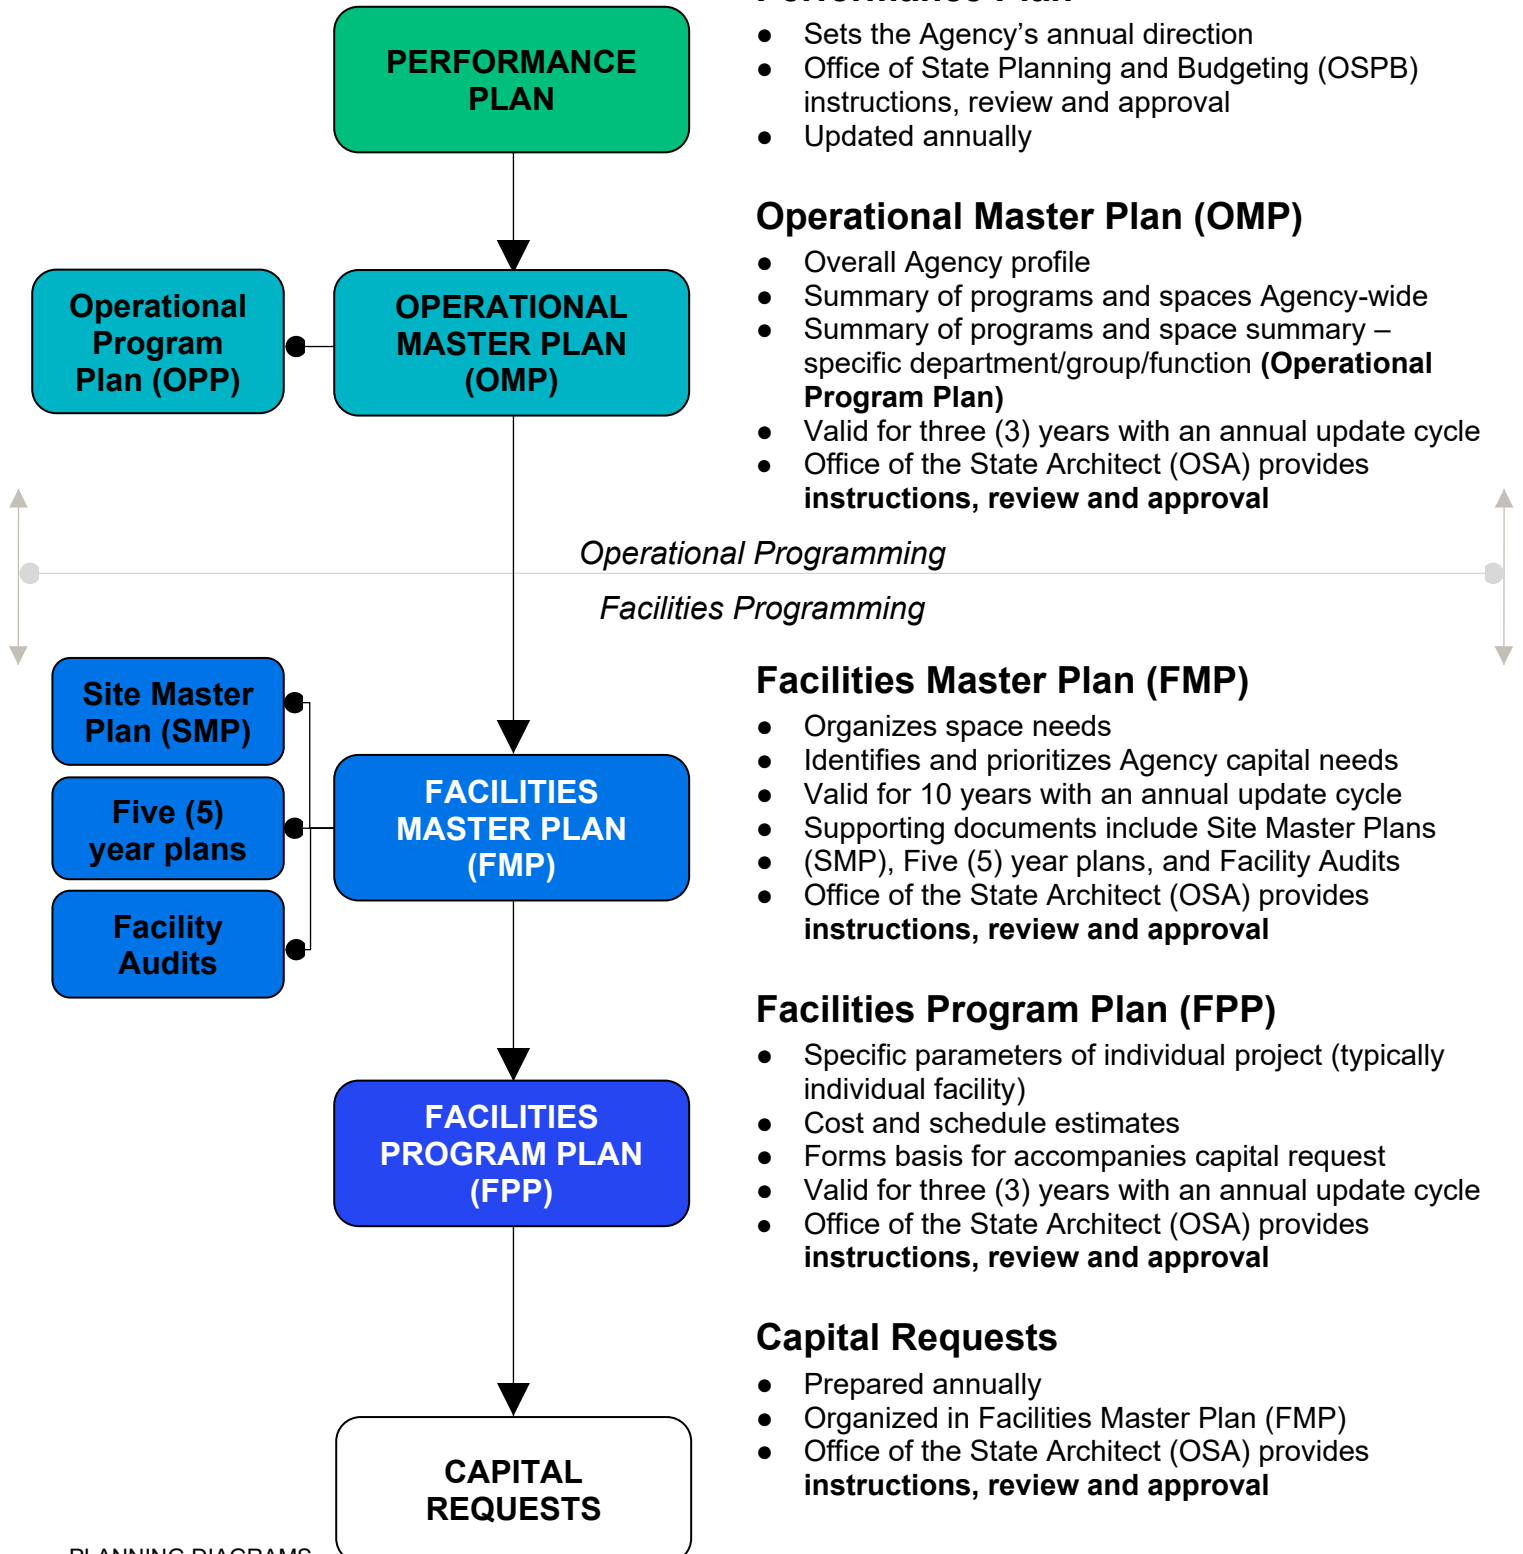 Performance Plan
● Sets the Agency’s annual direction
● Office of State Planning and Budgeting (OSPB)
instructions, review and approval
● Updated annually
PERFORMANCE
PLAN
Operational Master Plan (OMP)
● Overall Agency profile
● Summary of programs and spaces Agency-wide
● Summary of programs and space summary –
specific department/group/function (Operational
Program Plan)
● Valid for three (3) years with an annual update cycle
● Office of the State Architect (OSA) provides
instructions, review and approval
Operational
Program
Plan (OPP)
OPERATIONAL
MASTER PLAN
(OMP)
Operational Programming
Facilities Programming
Site Master
Plan (SMP)
Five (5)
year plans
Facility
Audits
FACILITIES
MASTER PLAN
(FMP)
Facilities Master Plan (FMP)
● Organizes space needs
● Identifies and prioritizes Agency capital needs
● Valid for 10 years with an annual update cycle
● Supporting documents include Site Master Plans
● (SMP), Five (5) year plans, and Facility Audits
● Office of the State Architect (OSA) provides
instructions, review and approval
Facilities Program Plan (FPP)
● Specific parameters of individual project (typically
individual facility)
● Cost and schedule estimates
● Forms basis for accompanies capital request
● Valid for three (3) years with an annual update cycle
● Office of the State Architect (OSA) provides
instructions, review and approval
FACILITIES
PROGRAM PLAN
(FPP)
Capital Requests
● Prepared annually
● Organized in Facilities Master Plan (FMP)
● Office of the State Architect (OSA) provides
instructions, review and approval
CAPITAL
REQUESTS
PLANNING DIAGRAMS